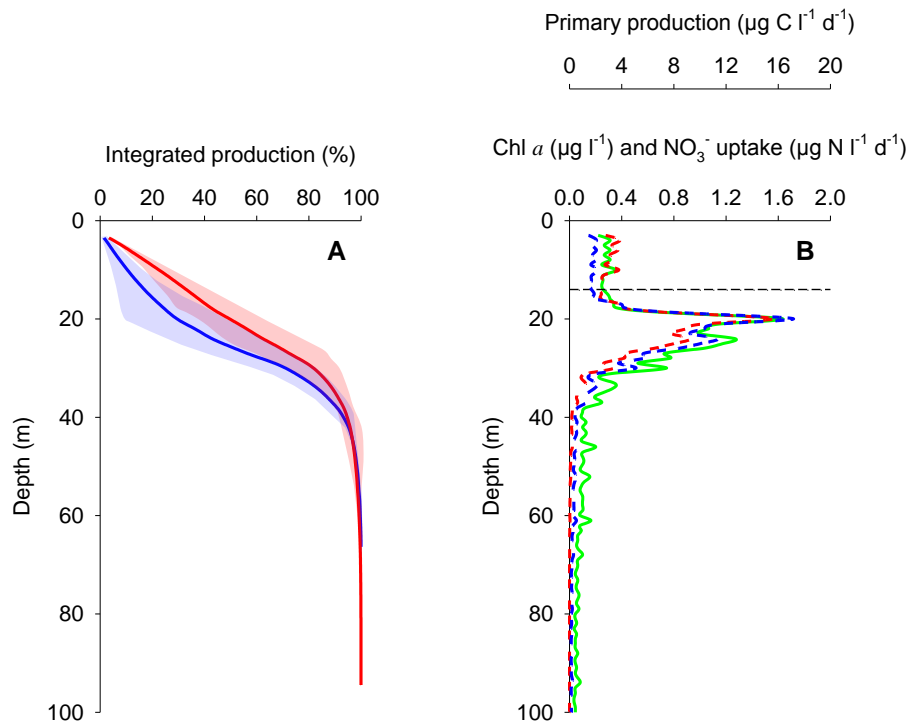 Primary production (µg C l⁻¹ d⁻¹)
0 4 8 12 16 20
Integrated production (%)
0 20 40 60 80 100
Chl a (µg l⁻¹) and NO₃⁻ uptake (µg N l⁻¹ d⁻¹)
0.0 0.4 0.8 1.2 1.6 2.0
A
0
20
40
60
80
100
Depth (m)
B
0
20
40
60
80
100
Depth (m)